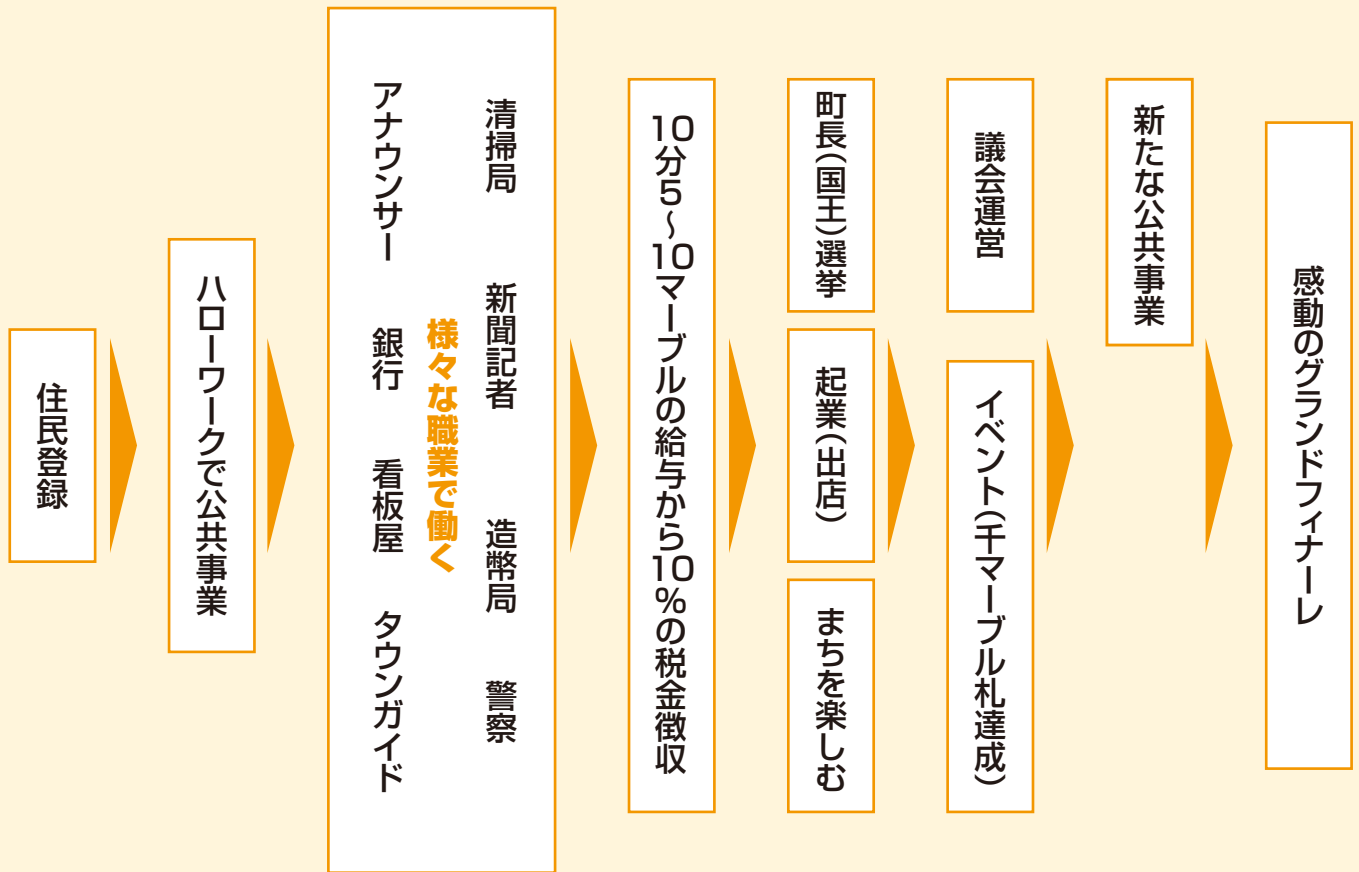 住民登録
ハローワークで公共事業
清掃局　新聞記者　造幣局　警察
様々な職業で働く
アナウンサー　銀行　看板屋　タウンガイド
10分5～10マーブルの給与から10%の税金徴収
町長(国王)選挙
起業(出店)
まちを楽しむ
議会運営
イベント(千マーブル札達成)
新たな公共事業
感動のグランドフィナーレ